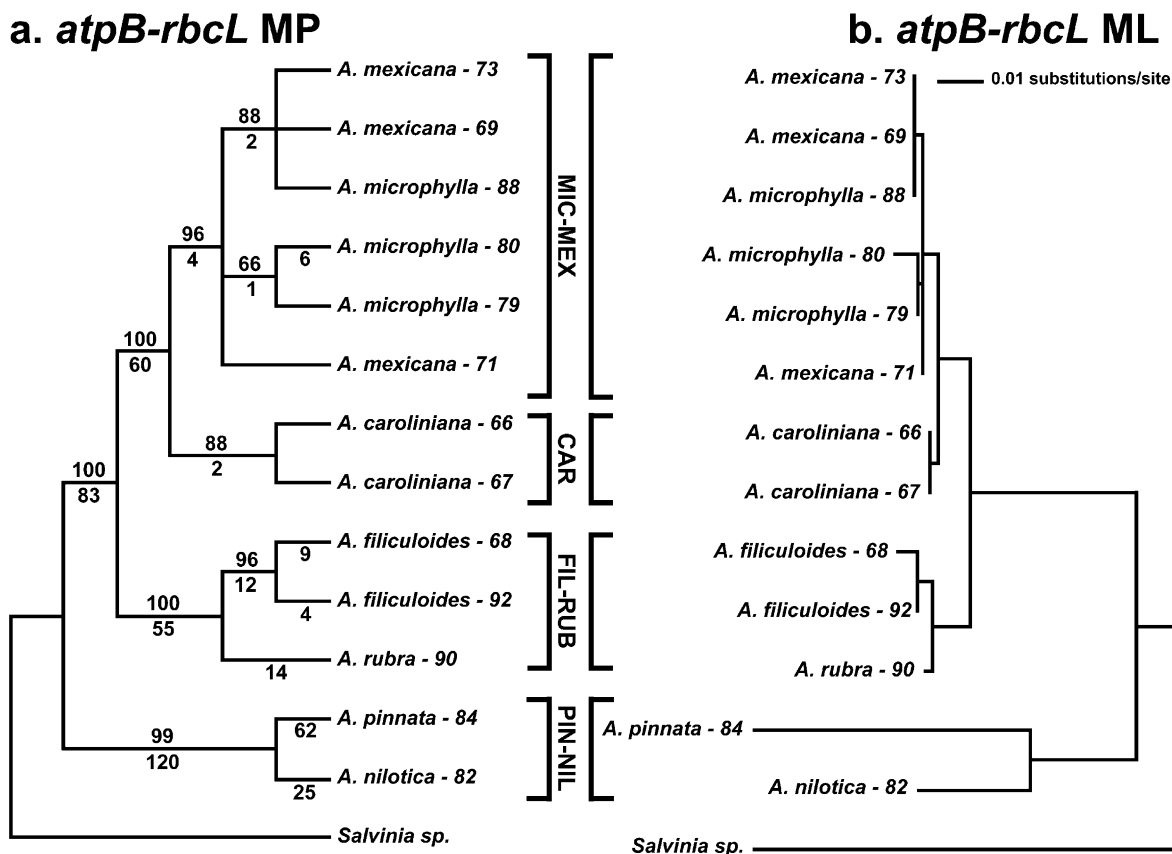 a. atpB-rbcL MP
A. mexicana - 73
88
2
A. mexicana - 69
A. microphylla - 88
96
4
66
1
6
A. microphylla - 80
A. microphylla - 79
A. mexicana - 71
MIC-MEX
100
60
88
2
A. caroliniana - 66
A. caroliniana - 67
CAR
100
83
9
A. filiculoides - 68
96
12
4
A. filiculoides - 92
100
55
14
A. rubra - 90
FIL-RUB
62
A. pinnata - 84
99
120
25
A. nilotica - 82
PIN-NIL
Salvinia sp.
b. atpB-rbcL ML
0.01 substitutions/site
A. mexicana - 73
A. mexicana - 69
A. microphylla - 88
A. microphylla - 80
A. microphylla - 79
A. mexicana - 71
A. caroliniana - 66
A. caroliniana - 67
A. filiculoides - 68
A. filiculoides - 92
A. rubra - 90
A. pinnata - 84
A. nilotica - 82
Salvinia sp.